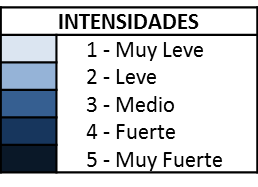 INTENSIDADES
1 - Muy Leve
2 - Leve
3 - Medio
4 - Fuerte
5 - Muy Fuerte